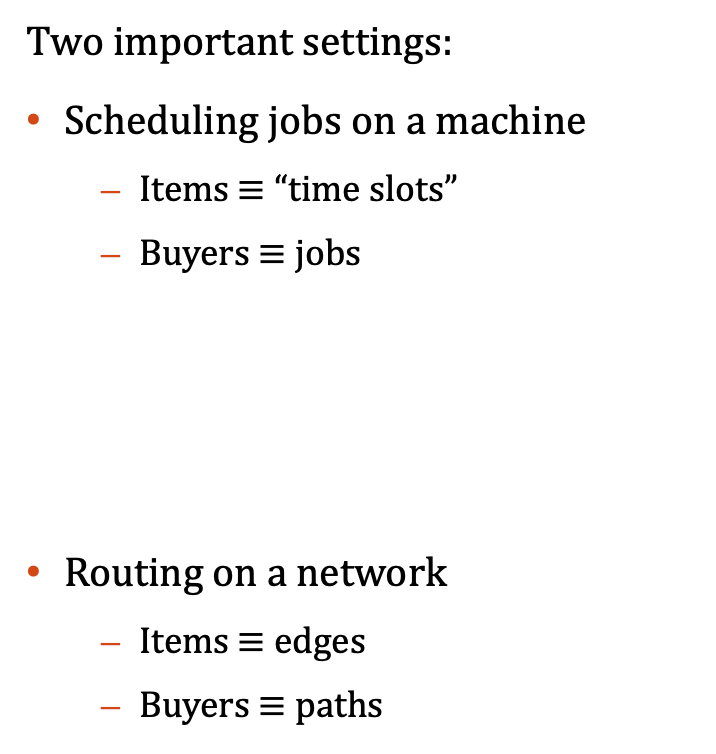 Two important settings:
• Scheduling jobs on a machine
– Items ≡ “time slots”
– Buyers ≡ jobs
• Routing on a network
– Items ≡ edges
– Buyers ≡ paths